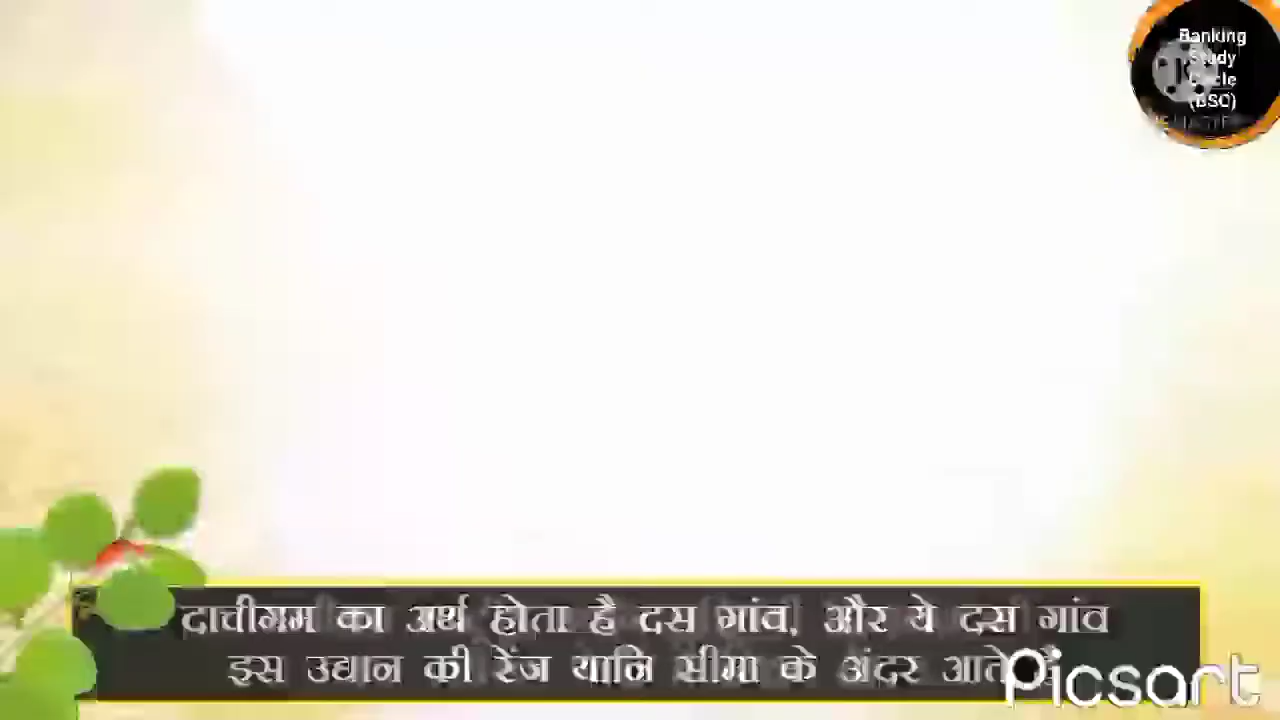 Banking
Study
Circle
(BSC)
दाचीगम का अर्थ होता है दस गांव, और ये दस गांव
इस उद्यान की रेंज यानि सीमा के अंदर आते
Picsart